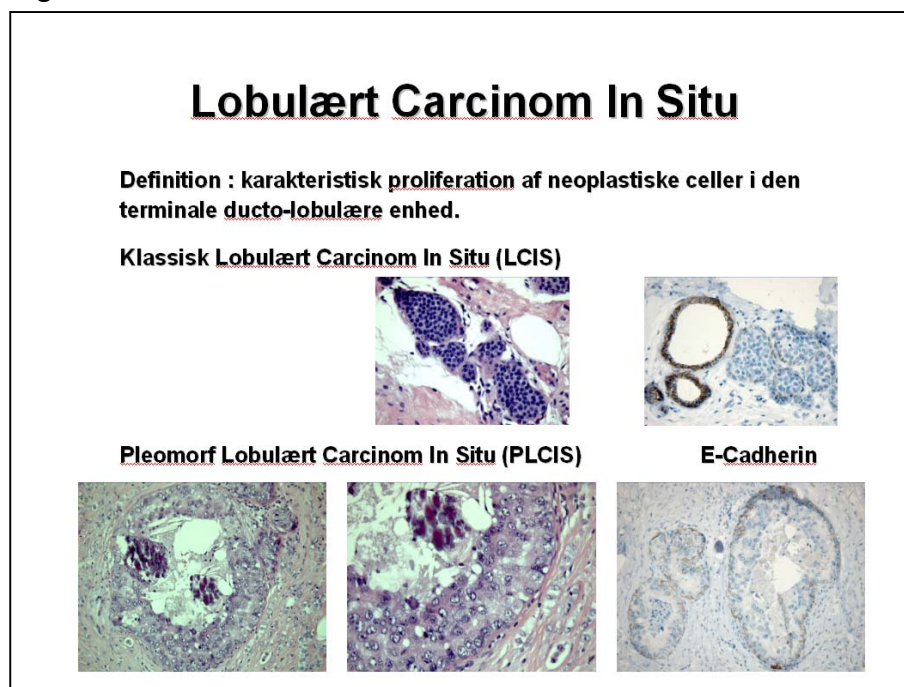 Lobulært Carcinom In Situ
Definition : karakteristisk proliferation af neoplastiske celler i den
terminale ducto-lobulære enhed.
Klassisk Lobulært Carcinom In Situ (LCIS)
Pleomorf Lobulært Carcinom In Situ (PLCIS) E-Cadherin